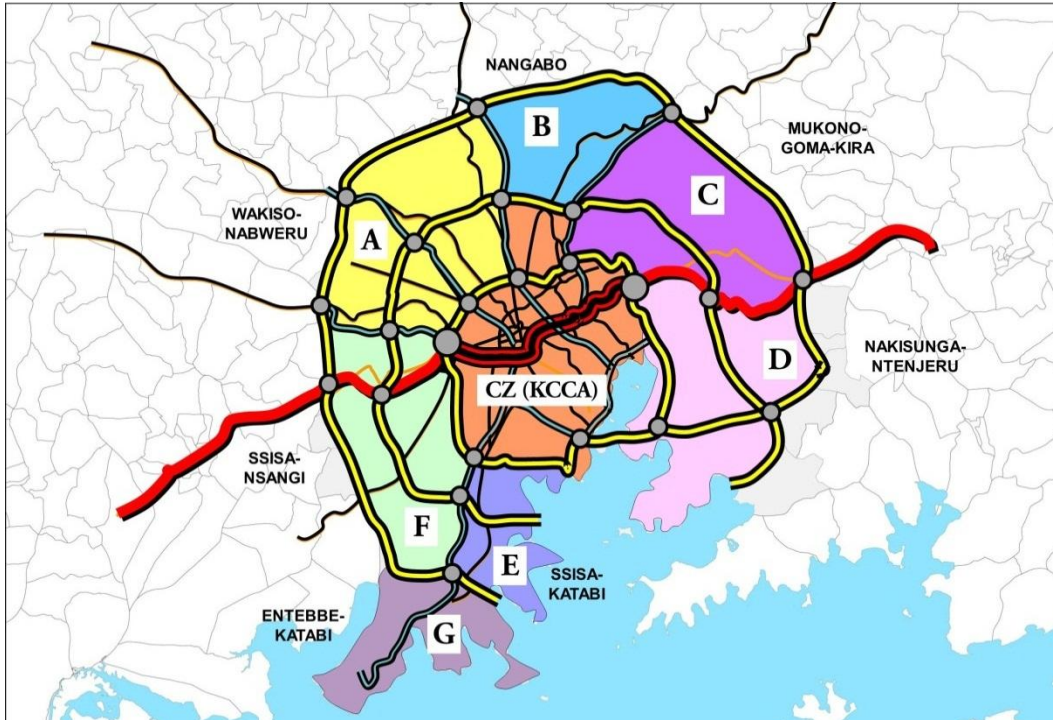 NANGABO
B
MUKONO-
GOMA-KIRA
C
WAKISO-
NABWERU
A
NAKISUNGA-
NTENJERU
D
CZ (KCCA)
SSISA-
NSANGI
F
E
SSISA-
KATABI
ENTEBBE-
KATABI
G